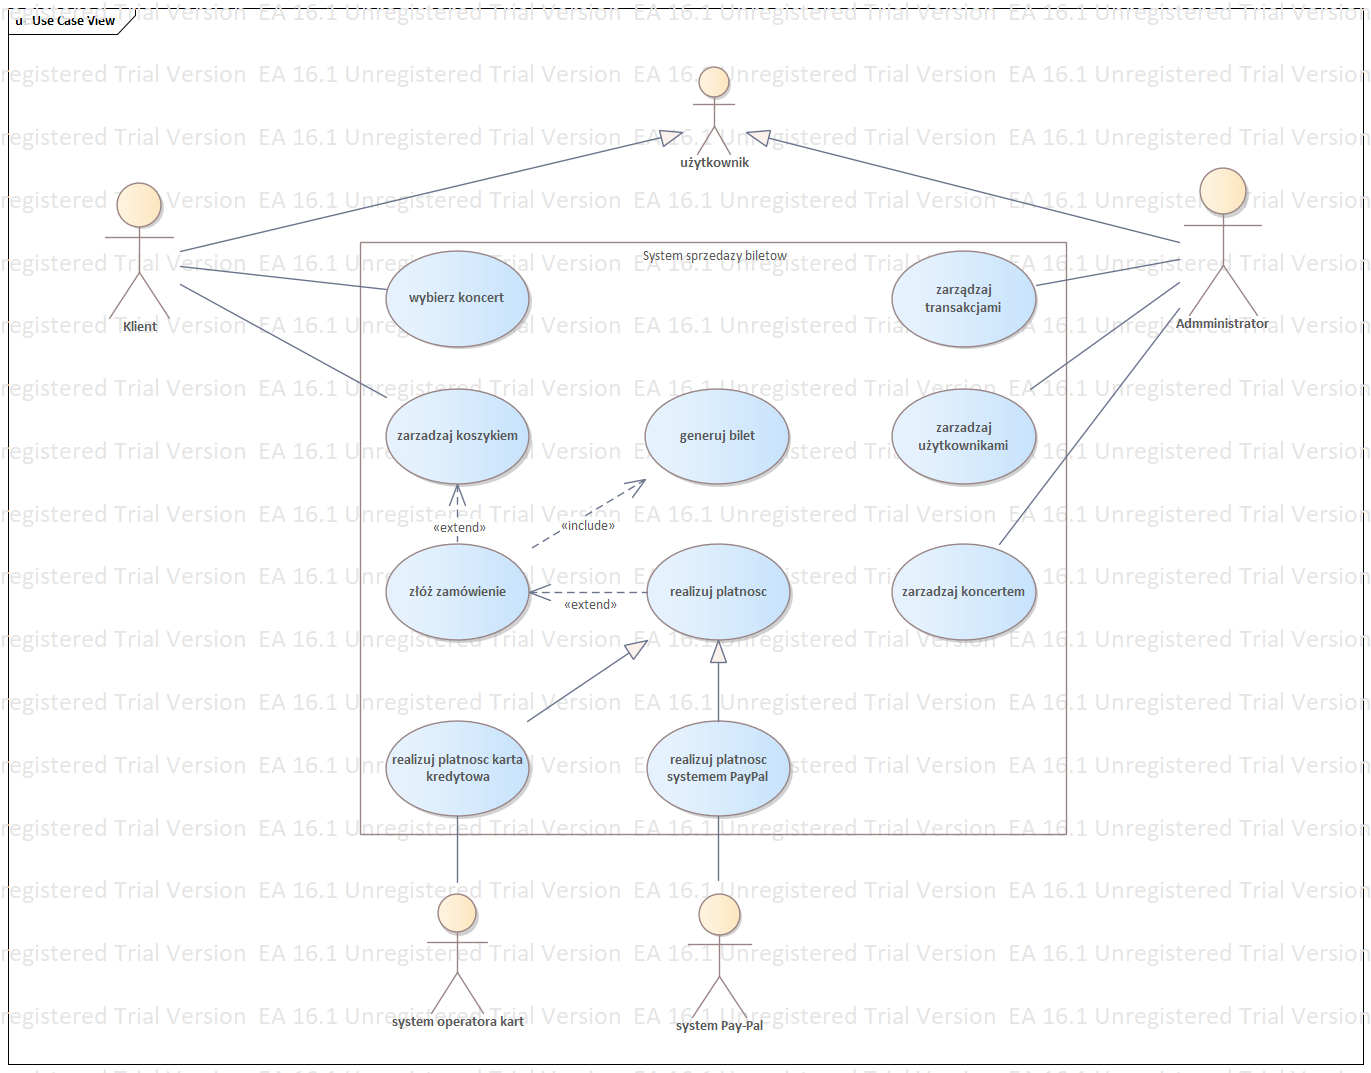 uc Use Case View
użytkownik
Klient
Admministrator
System sprzedazy biletow
wybierz koncert
zarządzaj
transakcjami
zarzadzaj koszykiem
generuj bilet
zarzadzaj
użytkownikami
«extend»
«include»
złóż zamówienie
realizuj platnosc
zarzadzaj koncertem
«extend»
realizuj platnosc karta
kredytowa
realizuj platnosc
systemem PayPal
system operatora kart
system Pay-Pal
EA 16.1 Unregistered Trial Version